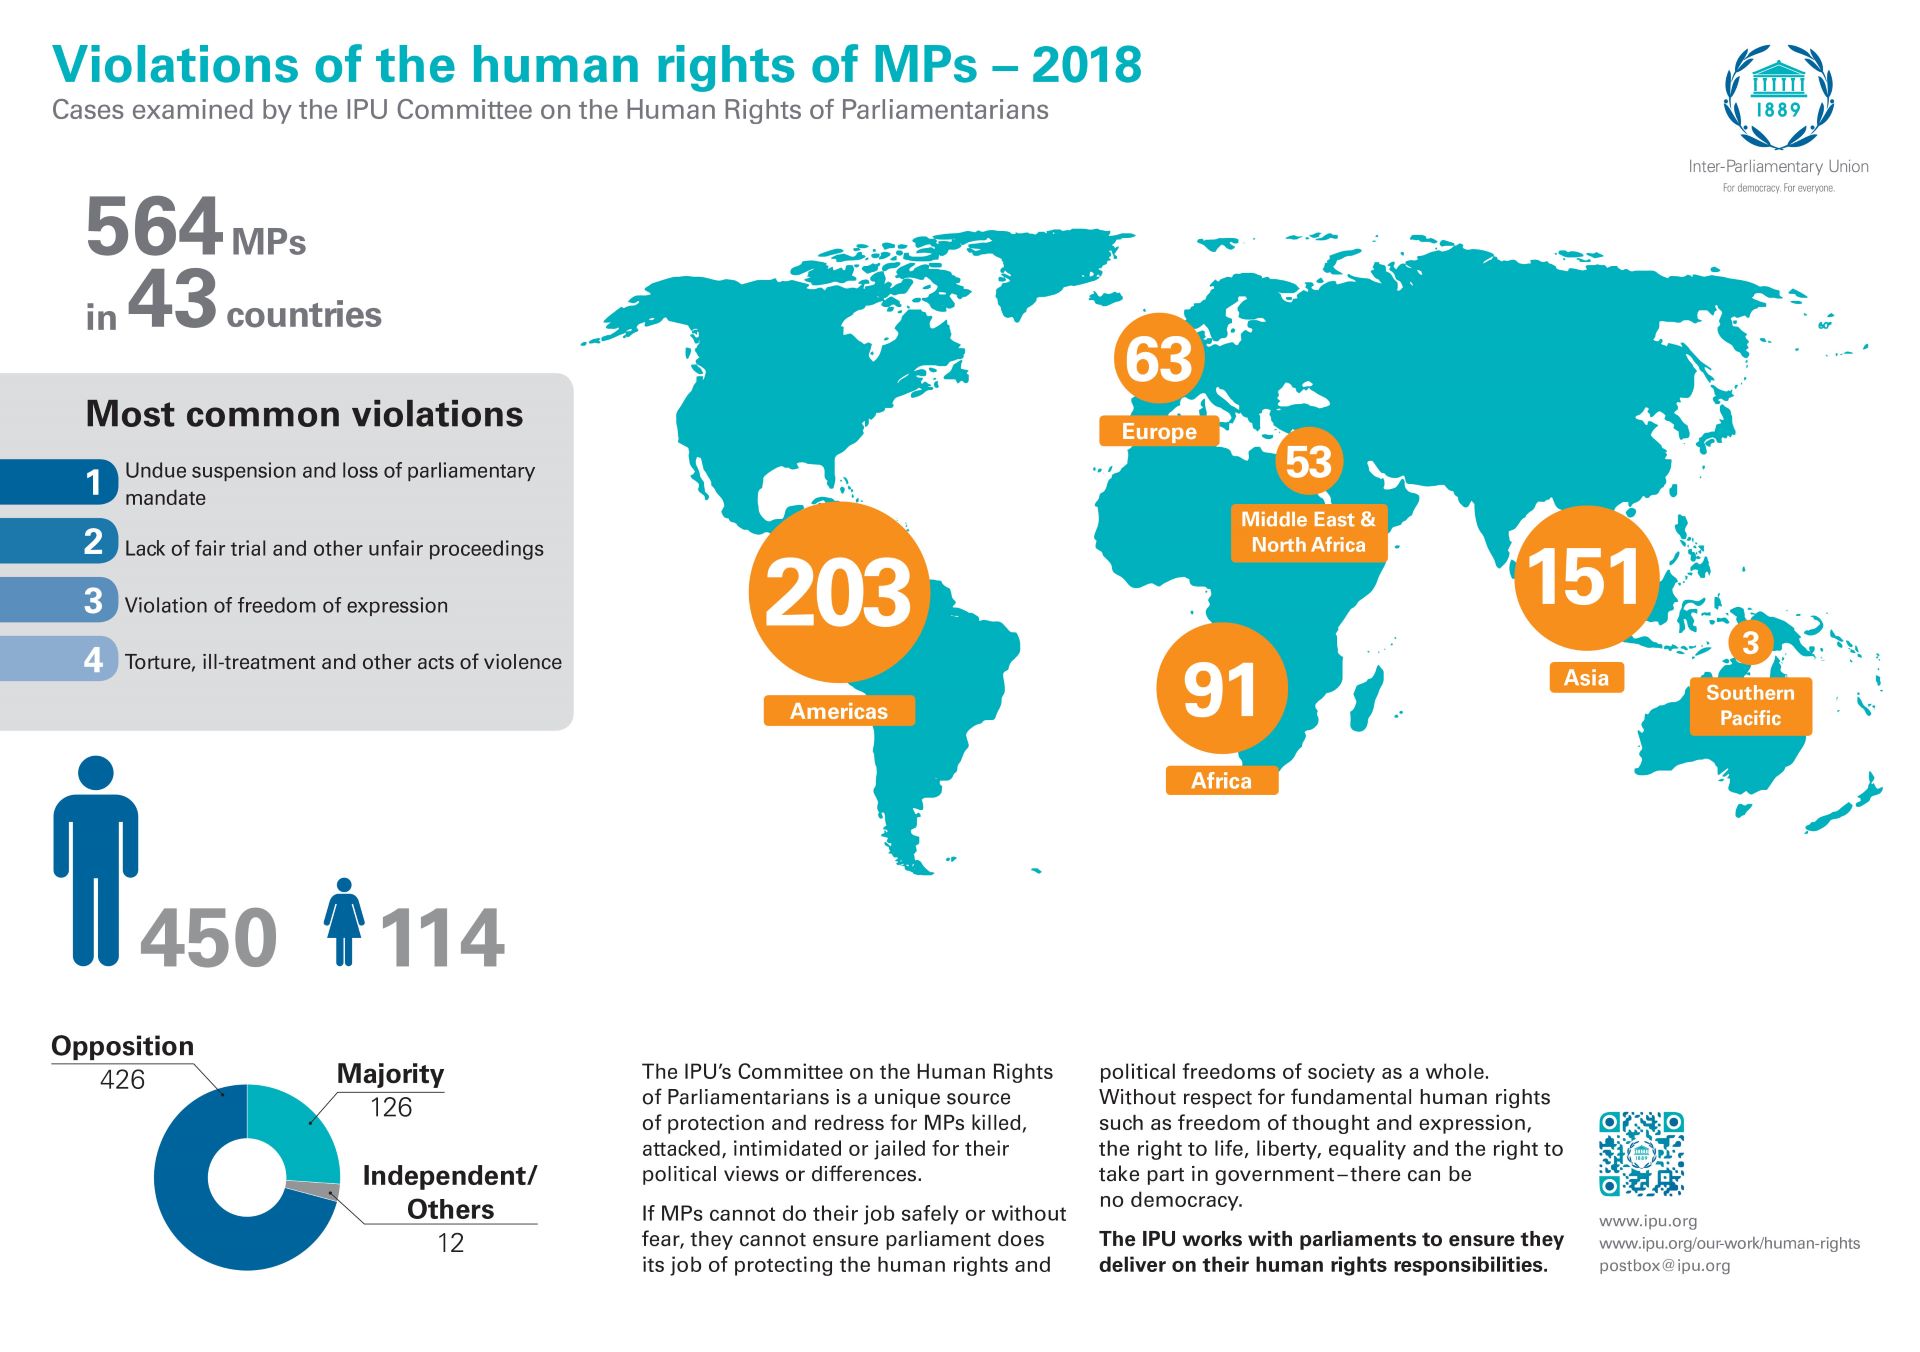 Violations of the human rights of MPs – 2018
Cases examined by the IPU Committee on the Human Rights of Parliamentarians
1889
Inter-Parliamentary Union
For democracy. For everyone.
564 MPs
in 43 countries
Most common violations
1 Undue suspension and loss of parliamentary
mandate
2 Lack of fair trial and other unfair proceedings
3 Violation of freedom of expression
4 Torture, ill-treatment and other acts of violence
60°
63
Europe
53
Middle East &
North Africa
203
Americas
151
Asia
91
Africa
3
Southern
Pacific
450
114
Opposition
426
Majority
126
Independent/
Others
12
The IPU’s Committee on the Human Rights
of Parliamentarians is a unique source
of protection and redress for MPs killed,
attacked, intimidated or jailed for their
political views or differences.
If MPs cannot do their job safely or without
fear, they cannot ensure parliament does
its job of protecting the human rights and
political freedoms of society as a whole.
Without respect for fundamental human rights
such as freedom of thought and expression,
the right to life, liberty, equality and the right to
take part in government–there can be
no democracy.
The IPU works with parliaments to ensure they
deliver on their human rights responsibilities.
1889
www.ipu.org
www.ipu.org/our-work/human-rights
postbox@ipu.org